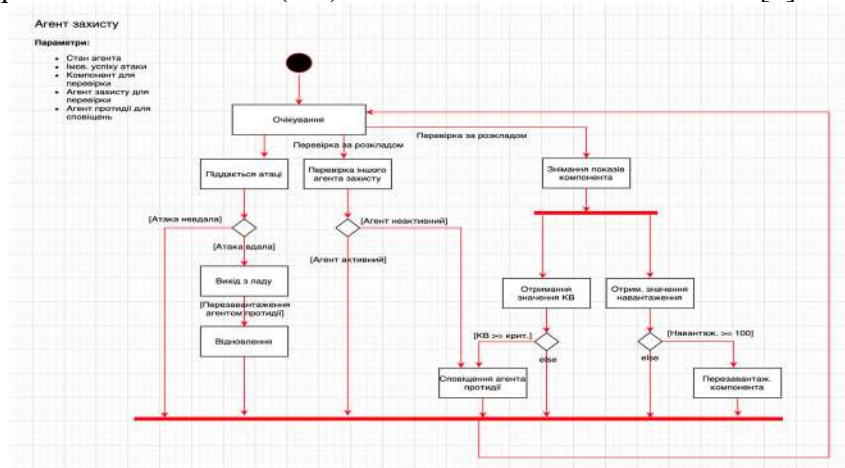 Агент захисту
Параметри:
• Стан агента
• Імов. успіху атаки
• Компонент для
перевірки
• Агент захисту для
перевірки
• Агент протидії для
сповіщень
Очікування
Перевірка за розкладом
Перевірка за розкладом
Піддається атаці
Перевірка іншого
агента захисту
Знімання показів
компонента
[Атака невдала]
[Агент неактивний]
[Атака вдала]
[Агент активний]
Вихід з ладу
Отримання
значення КВ
Отрим. значення
навантаження
[Перезавантаження
агентом протидії]
Відновлення
[КВ >= крит.]
[Навантаж. >= 100]
else
else
Сповіщення агента
протидії
Перезавантаж.
компонента